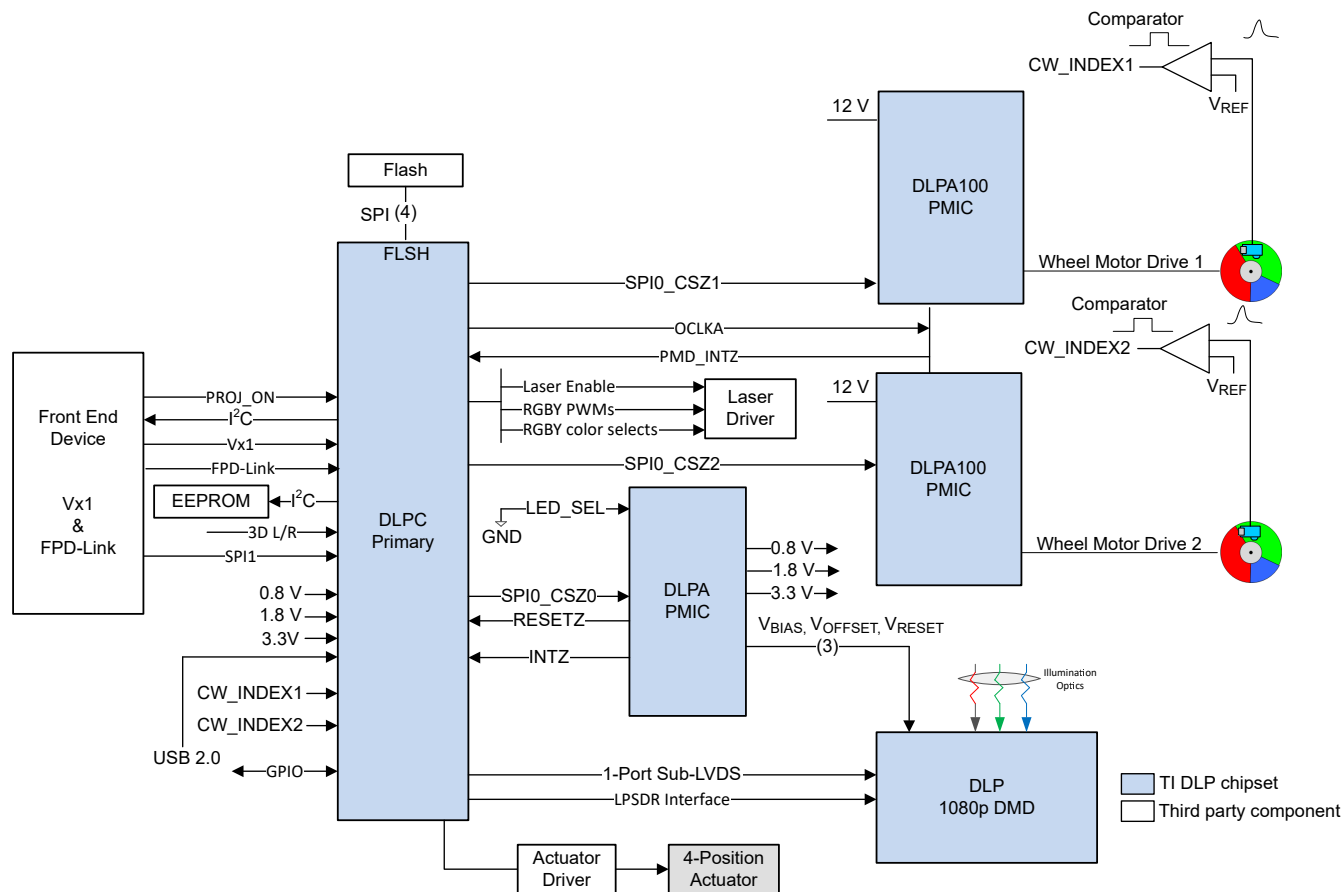 Comparator
CW_INDEX1
VREF
12 V
DLPA100
PMIC
Flash
SPI (4)
FLSH
SPI0_CSZ1
Wheel Motor Drive 1
Comparator
OCLKA
CW_INDEX2
PMD_INTZ
VREF
12 V
Laser Enable
RGBY PWMs
RGBY color selects
Laser
Driver
Front End
Device
Vx1
&
FPD-Link
PROJ_ON
I²C
Vx1
FPD-Link
SPI0_CSZ2
DLPA100
PMIC
EEPROM
I²C
LED_SEL
GND
DLPC
Primary
3D L/R
SPI1
Wheel Motor Drive 2
0.8 V
1.8 V
3.3 V
DLPA
PMIC
0.8 V
1.8 V
3.3V
SPI0_CSZ0
RESETZ
INTZ
VBIAS, VOFFSET, VRESET
(3)
Illumination
Optics
CW_INDEX1
CW_INDEX2
USB 2.0
GPIO
1-Port Sub-LVDS
LPSDR Interface
DLP
1080p DMD
TI DLP chipset
Third party component
Actuator
Driver
4-Position
Actuator